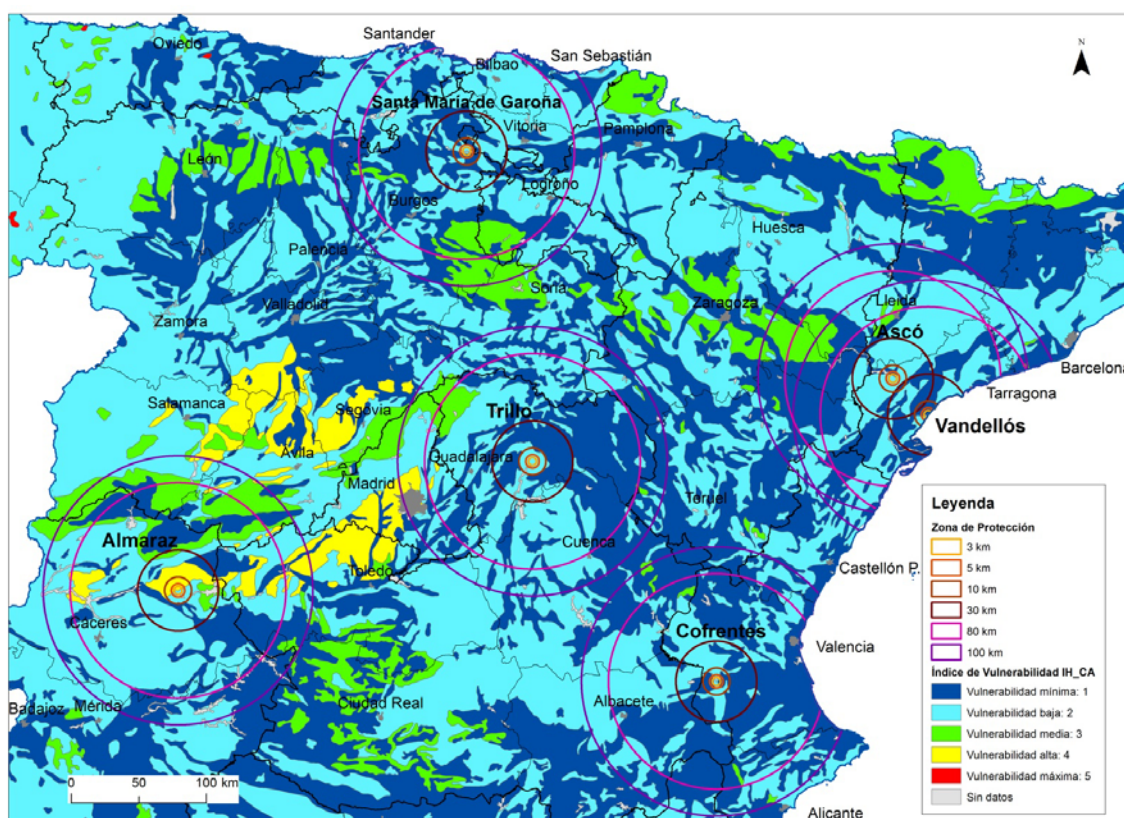 Santander
Oviedo
San Sebastián
Bilbao
N
Santa María de Garoña
Vitoria
Pamplona
León
Logroño
Burgos
Huesca
Palencia
Soria
Zaragoza
Lleida
Valladolid
Zamora
Ascó
Barcelona
Tarragona
Salamanca
Segovia
Trillo
Vandellós
Avila
Guadalajara
Madrid
Teruel
Almaraz
Cuenca
Toledo
Castellón P.
Cáceres
Cofrentes
Valencia
Badajoz
Mérida
Ciudad Real
Albacete
Alicante
0 50 100 km
Leyenda
Zona de Protección
3 km
5 km
10 km
30 km
80 km
100 km
Índice de Vulnerabilidad IH_CA
Vulnerabilidad mínima: 1
Vulnerabilidad baja: 2
Vulnerabilidad media: 3
Vulnerabilidad alta: 4
Vulnerabilidad máxima: 5
Sin datos